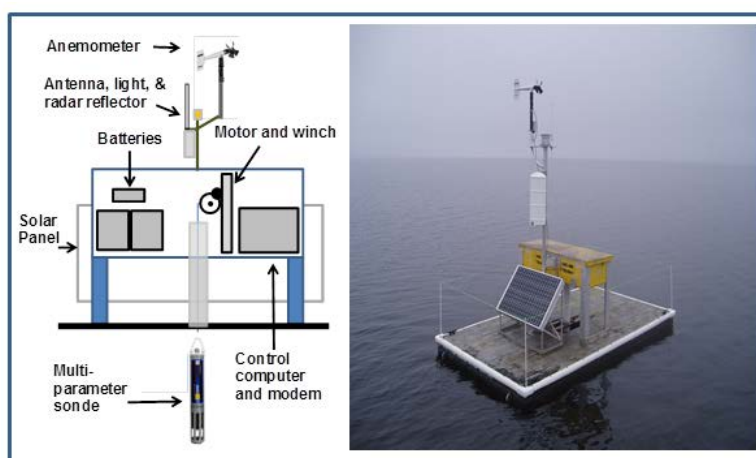 Anemometer
Antenna, light, &
radar reflector
Motor and winch
Batteries
Solar
Panel
Multi-
parameter
sonde
Control
computer
and modem